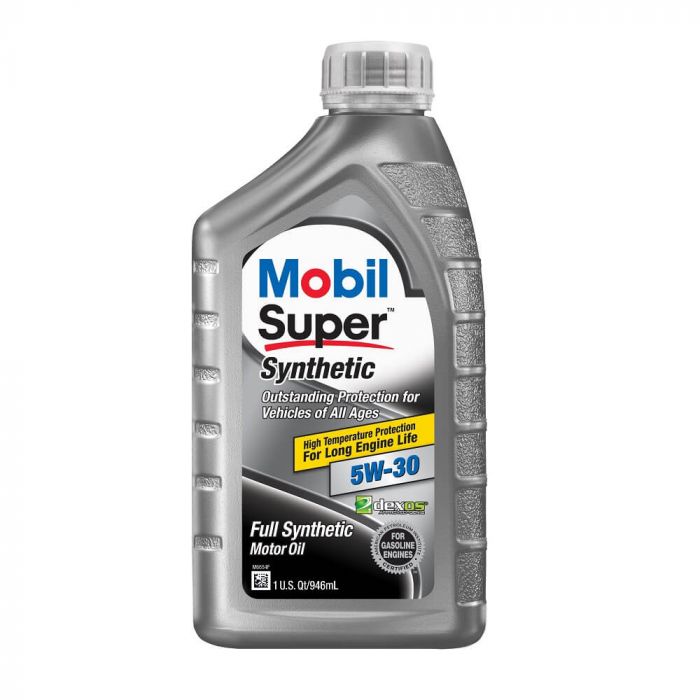 Mobil
Super™
Synthetic
Outstanding Protection for
Vehicles of All Ages
High Temperature Protection
For Long Engine Life
5W-30
dexos®
Full Synthetic
Motor Oil
FOR
GASOLINE
ENGINES
CERTIFIED
1 U.S. Qt/946mL